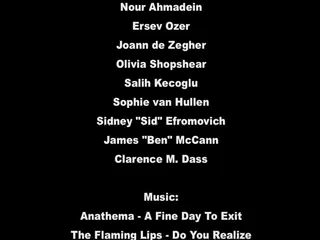 Nour Ahmadein
Ersev Ozer
Joann de Zegher
Olivia Shopshear
Salih Kecoglu
Sophie van Hullen
Sidney "Sid" Efromovich
James "Ben" McCann
Clarence M. Dass
Music:
Anathema - A Fine Day To Exit
The Flaming Lips - Do You Realize